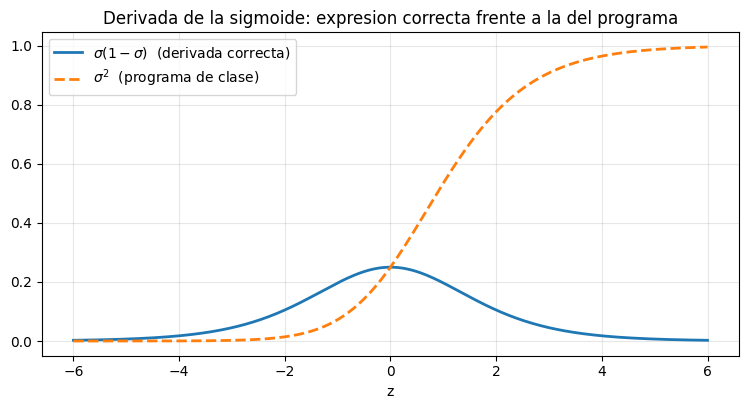 Derivada de la sigmoide: expresion correcta frente a la del programa
σ(1 − σ) (derivada correcta)
σ² (programa de clase)
1.0
0.8
0.6
0.4
0.2
0.0
−6 −4 −2 0 2 4 6
z